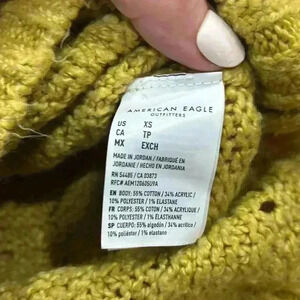 AMERICAN EAGLE
OUTFITTERS
US XS
CA TP
MX EXCH
MADE IN JORDAN / FABRIQUÉ EN
JORDANIE / HECHO EN JORDAN
RN 54485 / CA 03873
RFC# AEM120605U9A
EN BODY: 55% COTTON / 34% ACRYLIC /
10% POLYESTER / 1% ELASTANE
FR CORPS: 55% COTON / 34% ACRYLIQUE /
10% POLYESTER / 1% ÉLASTHANNE
SP CUERPO: 55% algodón / 34% acrílico /
10% poliéster / 1% elastano